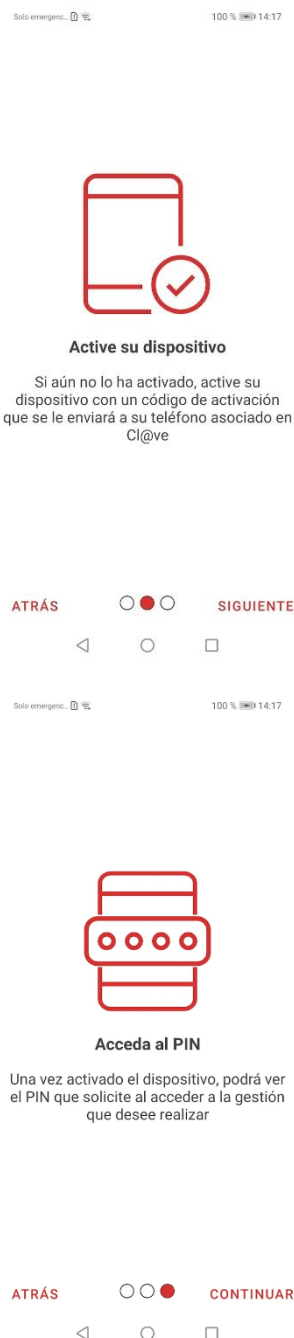 Solo emergenc... 100 % 14:17
Active su dispositivo
Si aún no lo ha activado, active su
dispositivo con un código de activación
que se le enviará a su teléfono asociado en
Cl@ve
ATRÁS SIGUIENTE
Solo emergenc... 100 % 14:17
Acceda al PIN
Una vez activado el dispositivo, podrá ver
el PIN que solicite al acceder a la gestión
que desee realizar
ATRÁS CONTINUAR